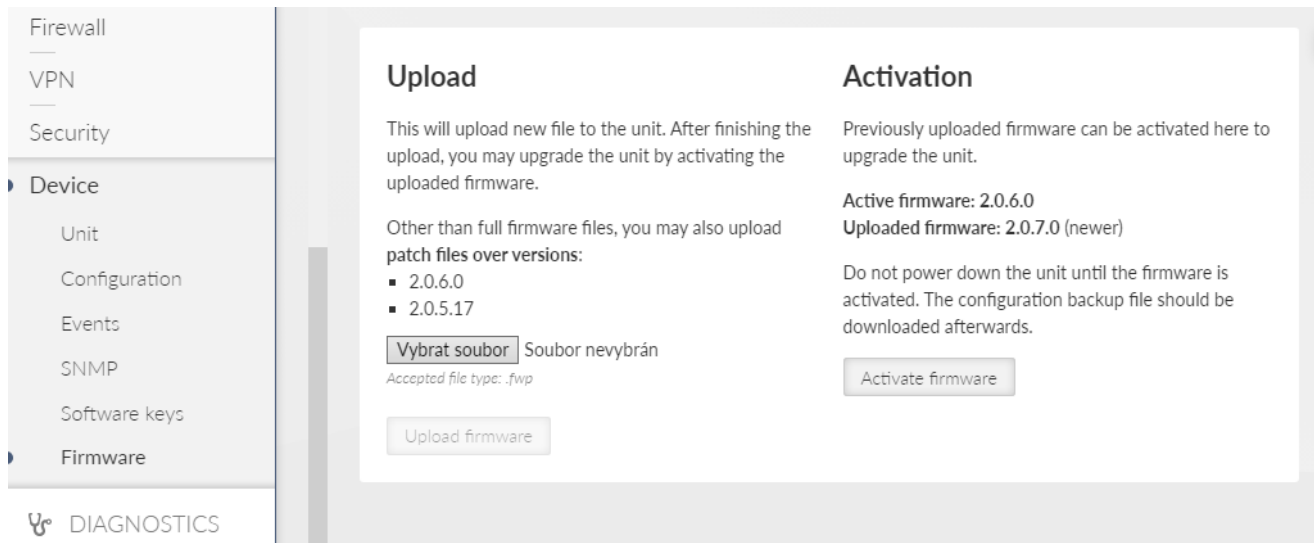 Firewall
VPN
Security
Device
Unit
Configuration
Events
SNMP
Software keys
Firmware
DIAGNOSTICS
Upload
This will upload new file to the unit. After finishing the
upload, you may upgrade the unit by activating the
uploaded firmware.
Other than full firmware files, you may also upload
patch files over versions:
▪ 2.0.6.0
▪ 2.0.5.17
Vybrat soubor Soubor nevybrán
Accepted file type: .fwp
Upload firmware
Activation
Previously uploaded firmware can be activated here to
upgrade the unit.
Active firmware: 2.0.6.0
Uploaded firmware: 2.0.7.0 (newer)
Do not power down the unit until the firmware is
activated. The configuration backup file should be
downloaded afterwards.
Activate firmware